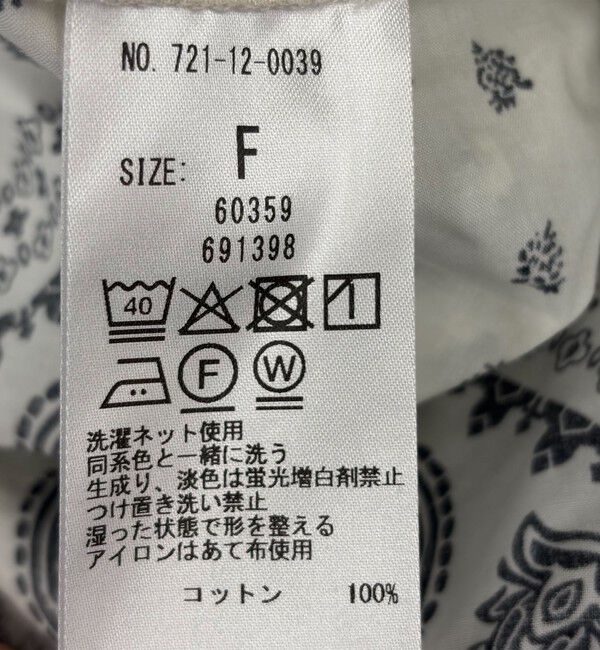 NO. 721-12-0039
SIZE: F
60359
691398
40
F W
洗濯ネット使用
同系色と一緒に洗う
生成り、淡色は蛍光増白剤禁止
つけ置き洗い禁止
湿った状態で形を整える
アイロンはあて布使用
コットン 100%